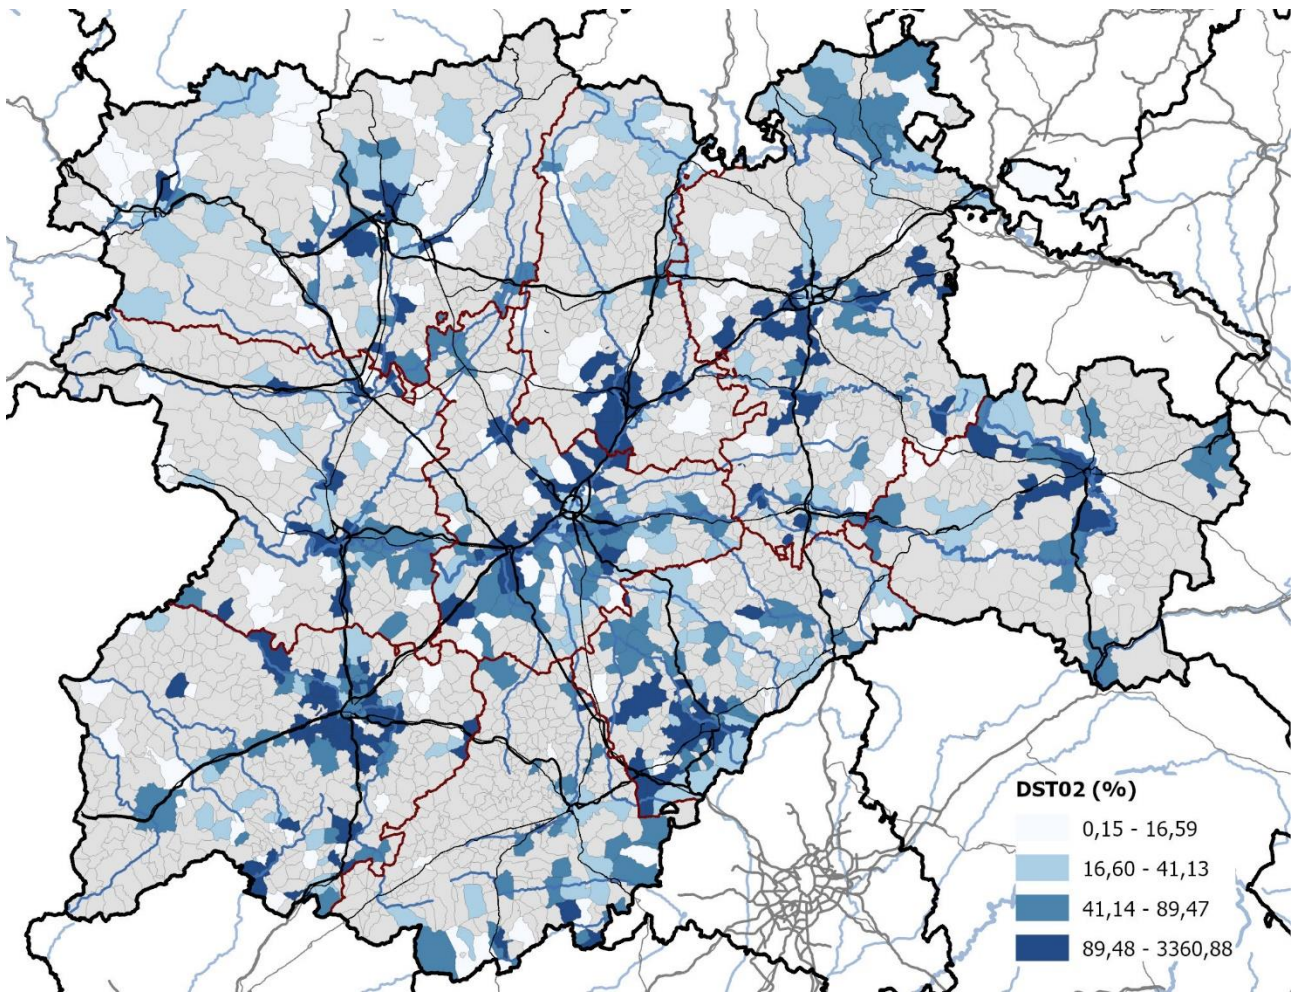 DST02 (%)
0,15 - 16,59
16,60 - 41,13
41,14 - 89,47
89,48 - 3360,88